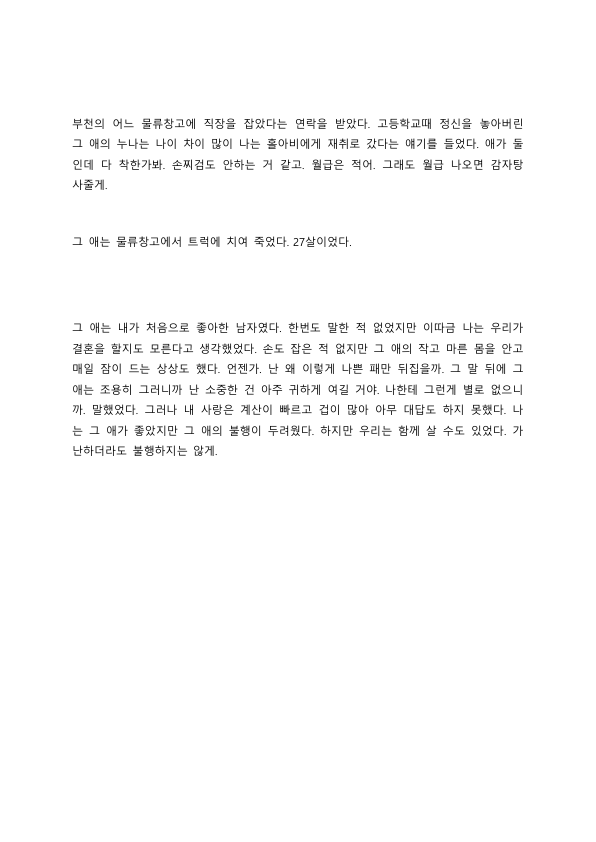 부천의 어느 물류창고에 직장을 잡았다는 연락을 받았다. 고등학교때 정신을 놓아버린
그 애의 누나는 나이 차이 많이 나는 홀아비에게 재취로 갔다는 얘기를 들었다. 애가 둘
인데 다 착한가봐. 손찌검도 안하는 거 같고. 월급은 적어. 그래도 월급 나오면 감자탕
사줄게.
그 애는 물류창고에서 트럭에 치여 죽었다. 27살이었다.
그 애는 내가 처음으로 좋아한 남자였다. 한번도 말한 적 없었지만 이따금 나는 우리가
결혼을 할지도 모른다고 생각했었다. 손도 잡은 적 없지만 그 애의 작고 마른 몸을 안고
매일 잠이 드는 상상도 했다. 언젠가. 난 왜 이렇게 나쁜 패만 뒤집을까. 그 말 뒤에 그
애는 조용히 그러니까 난 소중한 건 아주 귀하게 여길 거야. 나한테 그런게 별로 없으니
까. 말했었다. 그러나 내 사랑은 계산이 빠르고 겁이 많아 아무 대답도 하지 못했다. 나
는 그 애가 좋았지만 그 애의 불행이 두려웠다. 하지만 우리는 함께 살 수도 있었다. 가
난하더라도 불행하지는 않게.